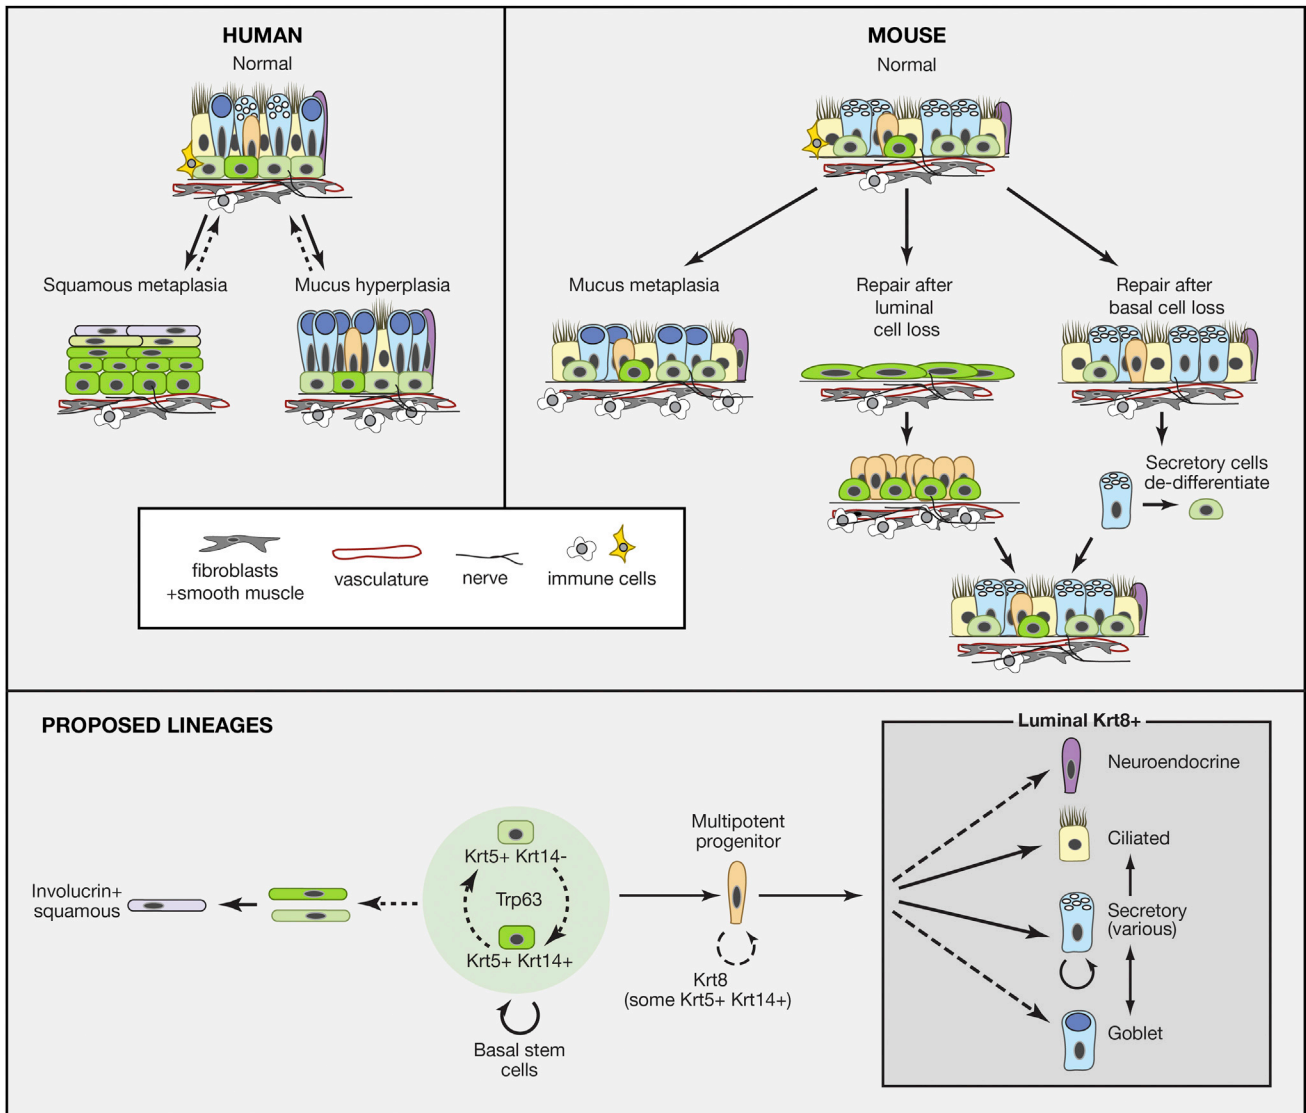 HUMAN
Normal
Squamous metaplasia
Mucus hyperplasia
MOUSE
Normal
Mucus metaplasia
Repair after
luminal
cell loss
Repair after
basal cell loss
Secretory cells
de-differentiate
fibroblasts
+smooth muscle
vasculature
nerve
immune cells
PROPOSED LINEAGES
Involucrin+
squamous
Krt5+ Krt14-
Trp63
Krt5+ Krt14+
Basal stem
cells
Multipotent
progenitor
Krt8
(some Krt5+ Krt14+)
Luminal Krt8+
Neuroendocrine
Ciliated
Secretory
(various)
Goblet